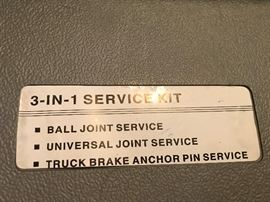 3-IN-1 SERVICE KIT
▪ BALL JOINT SERVICE
▪ UNIVERSAL JOINT SERVICE
▪ TRUCK BRAKE ANCHOR PIN SERVICE